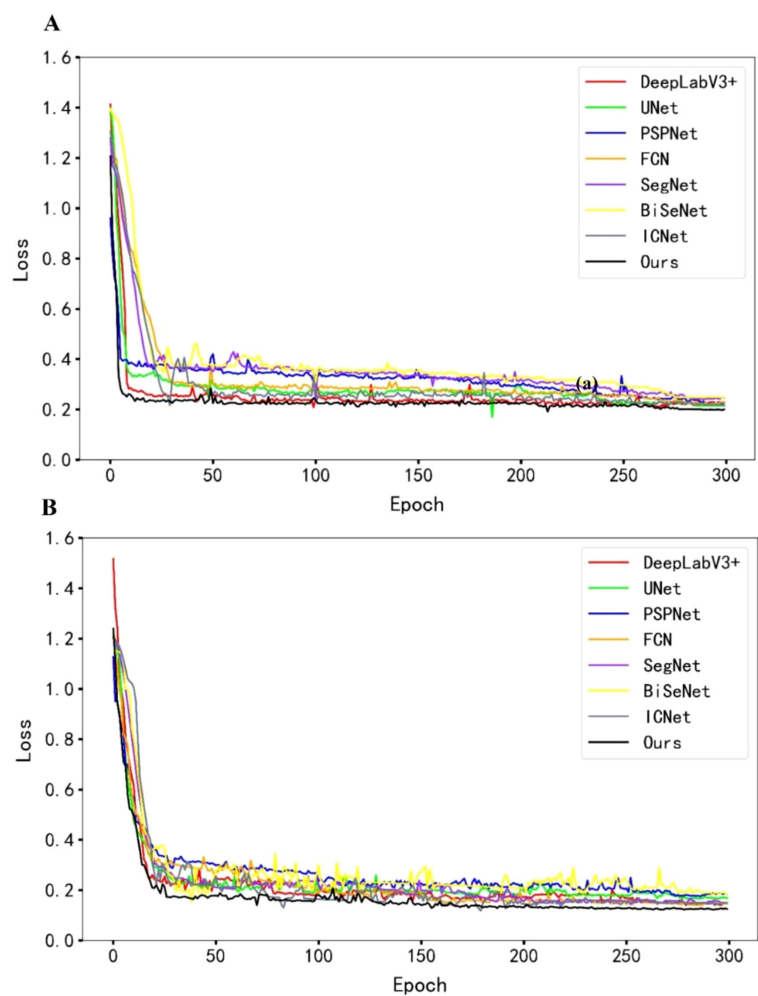 A
1.6
1.4
1.2
1.0
0.8
0.6
0.4
0.2
0.0
Loss
DeepLabV3+
UNet
PSPNet
FCN
SegNet
BiSeNet
ICNet
Ours
(a)
0 50 100 150 200 250 300
Epoch
B
1.6
1.4
1.2
1.0
0.8
0.6
0.4
0.2
0.0
Loss
DeepLabV3+
UNet
PSPNet
FCN
SegNet
BiSeNet
ICNet
Ours
0 50 100 150 200 250 300
Epoch